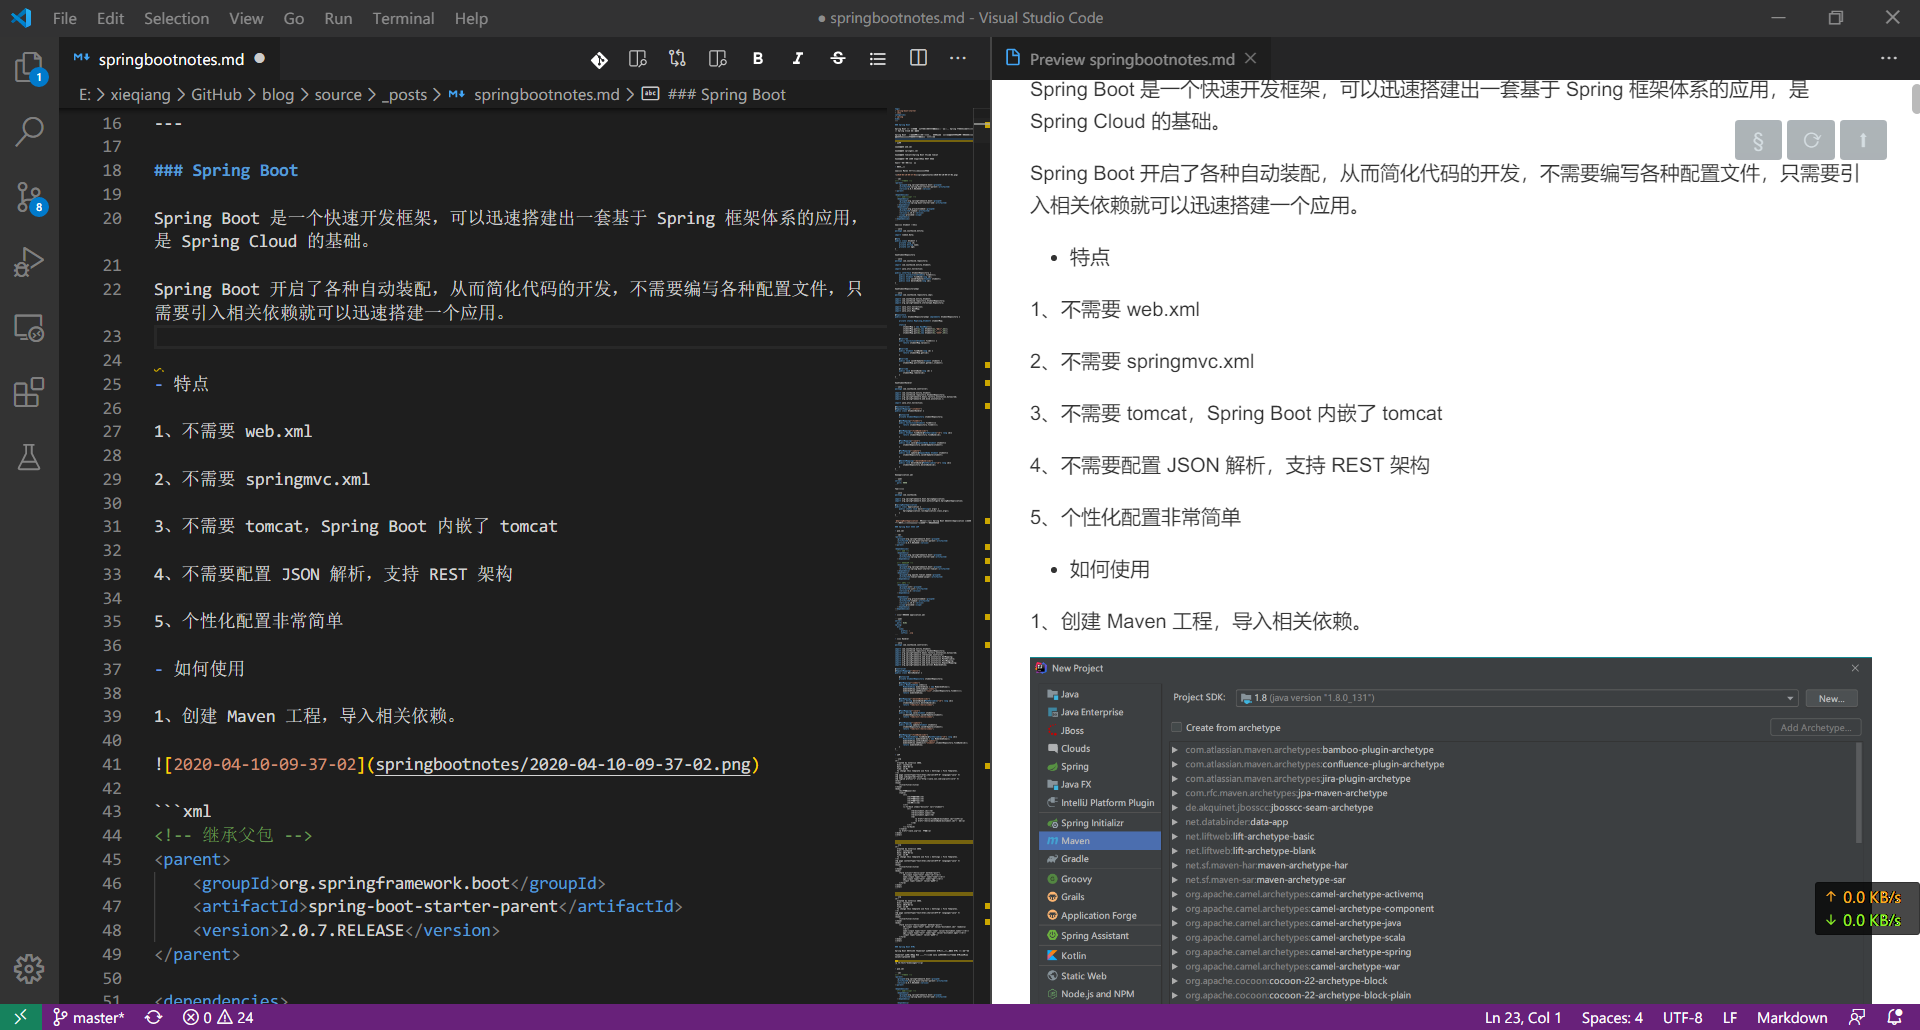 File Edit Selection View Go Run Terminal Help
● springbootnotes.md - Visual Studio Code
springbootnotes.md ●
Preview springbootnotes.md
E: > xieqiang > GitHub > blog > source > _posts > springbootnotes.md > ### Spring Boot
16 ---
17
18 ### Spring Boot
19
20 Spring Boot 是一个快速开发框架，可以迅速搭建出一套基于 Spring 框架体系的应用，
是 Spring Cloud 的基础。
21
22 Spring Boot 开启了各种自动装配，从而简化代码的开发，不需要编写各种配置文件，只
需要引入相关依赖就可以迅速搭建一个应用。
23
24
25 - 特点
26
27 1、不需要 web.xml
28
29 2、不需要 springmvc.xml
30
31 3、不需要 tomcat，Spring Boot 内嵌了 tomcat
32
33 4、不需要配置 JSON 解析，支持 REST 架构
34
35 5、个性化配置非常简单
36
37 - 如何使用
38
39 1、创建 Maven 工程，导入相关依赖。
40
41 ![2020-04-10-09-37-02](springbootnotes/2020-04-10-09-37-02.png)
42
43 ```xml
44 <!-- 继承父包 -->
45 <parent>
46 <groupId>org.springframework.boot</groupId>
47 <artifactId>spring-boot-starter-parent</artifactId>
48 <version>2.0.7.RELEASE</version>
49 </parent>
50
51 <dependencies>
Spring Boot 是一个快速开发框架，可以迅速搭建出一套基于 Spring 框架体系的应用，是
Spring Cloud 的基础。
Spring Boot 开启了各种自动装配，从而简化代码的开发，不需要编写各种配置文件，只需要引
入相关依赖就可以迅速搭建一个应用。
• 特点
1、不需要 web.xml
2、不需要 springmvc.xml
3、不需要 tomcat，Spring Boot 内嵌了 tomcat
4、不需要配置 JSON 解析，支持 REST 架构
5、个性化配置非常简单
• 如何使用
1、创建 Maven 工程，导入相关依赖。
New Project
Java
Java Enterprise
JBoss
Clouds
Spring
Java FX
IntelliJ Platform Plugin
Spring Initializr
Maven
Gradle
Groovy
Grails
Application Forge
Spring Assistant
Kotlin
Static Web
Node.js and NPM
Project SDK: 1.8 (java version "1.8.0_131") New...
Create from archetype Add Archetype...
com.atlassian.maven.archetypes:bamboo-plugin-archetype
com.atlassian.maven.archetypes:confluence-plugin-archetype
com.atlassian.maven.archetypes:jira-plugin-archetype
com.rfc.maven.archetypes:jpa-maven-archetype
de.akquinet.jbosscc:jbosscc-seam-archetype
net.databinder:data-app
net.liftweb:lift-archetype-basic
net.liftweb:lift-archetype-blank
net.sf.maven-har:maven-archetype-har
net.sf.maven-sar:maven-archetype-sar
org.apache.camel.archetypes:camel-archetype-activemq
org.apache.camel.archetypes:camel-archetype-component
org.apache.camel.archetypes:camel-archetype-java
org.apache.camel.archetypes:camel-archetype-scala
org.apache.camel.archetypes:camel-archetype-spring
org.apache.camel.archetypes:camel-archetype-war
org.apache.cocoon:cocoon-22-archetype-block
org.apache.cocoon:cocoon-22-archetype-block-plain
↑ 0.0 KB/s
↓ 0.0 KB/s
1
8
master* 0 24
Ln 23, Col 1 Spaces: 4 UTF-8 LF Markdown